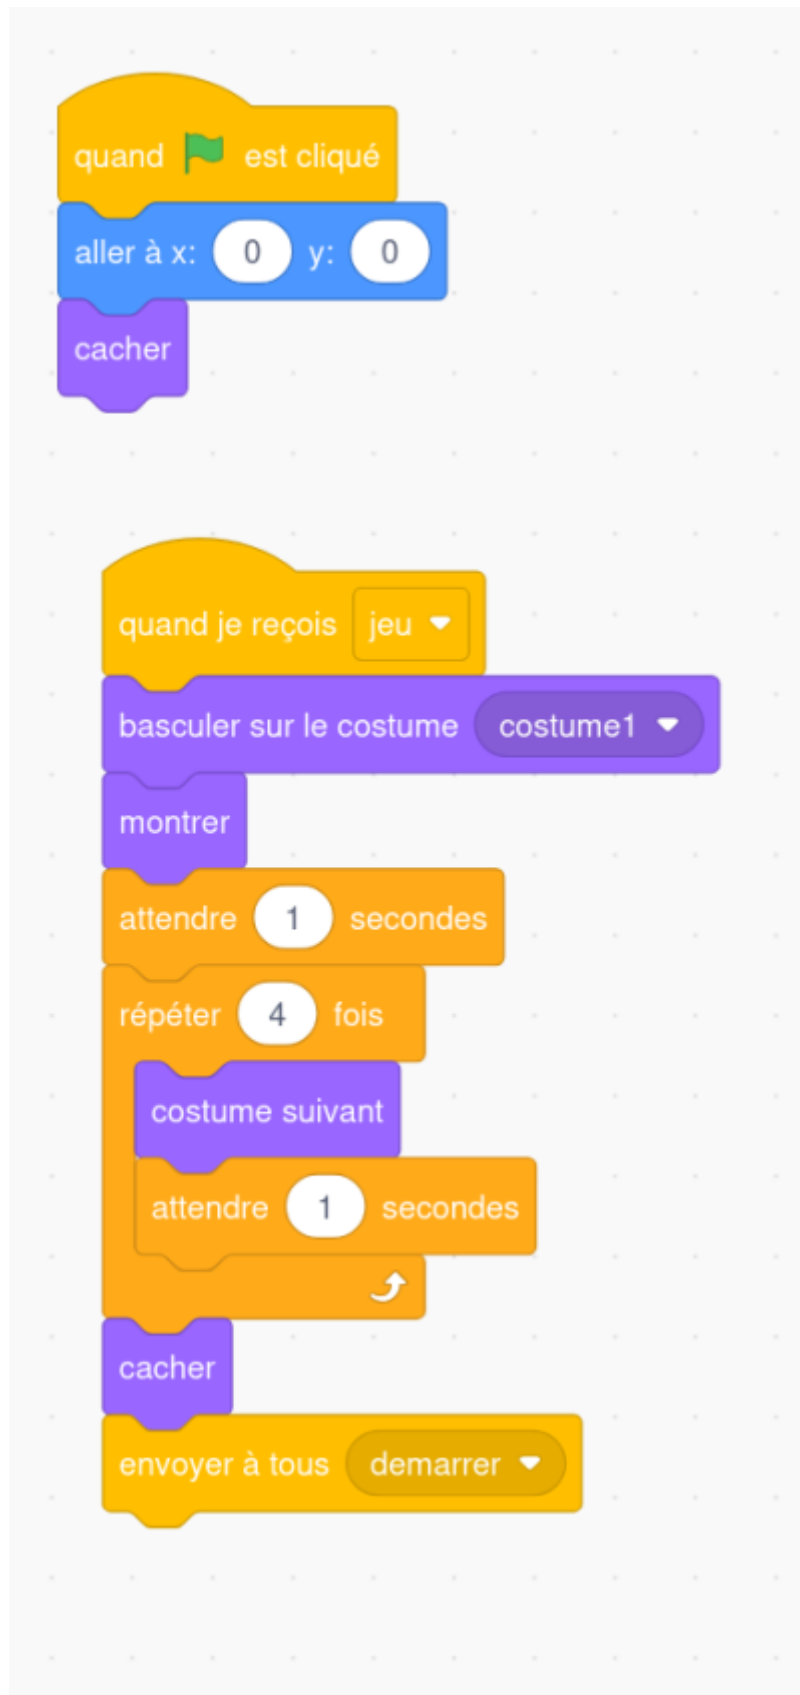 quand est cliqué
aller à x: 0 y: 0
cacher
quand je reçois jeu
basculer sur le costume costume1
montrer
attendre 1 secondes
répéter 4 fois
costume suivant
attendre 1 secondes
cacher
envoyer à tous demarrer